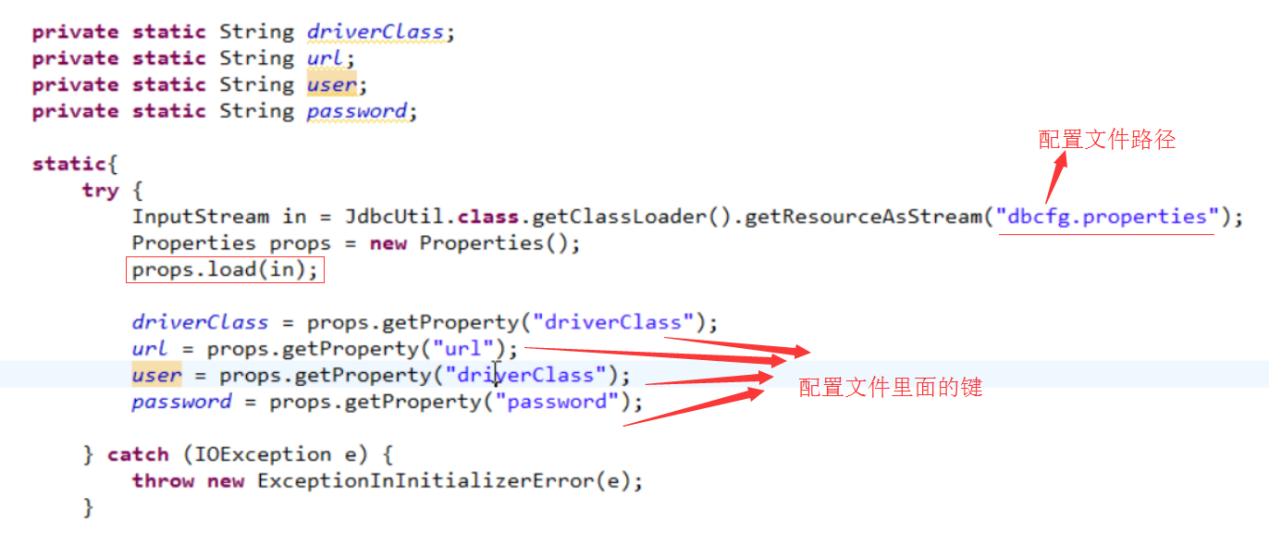 private static String driverClass;
private static String url;
private static String user;
private static String password;
配置文件路径
static{
try {
InputStream in = JdbcUtil.class.getClassLoader().getResourceAsStream("dbcfg.properties");
Properties props = new Properties();
props.load(in);
driverClass = props.getProperty("driverClass");
url = props.getProperty("url");
user = props.getProperty("driverClass");
配置文件里面的键
password = props.getProperty("password");
} catch (IOException e) {
throw new ExceptionInInitializerError(e);
}